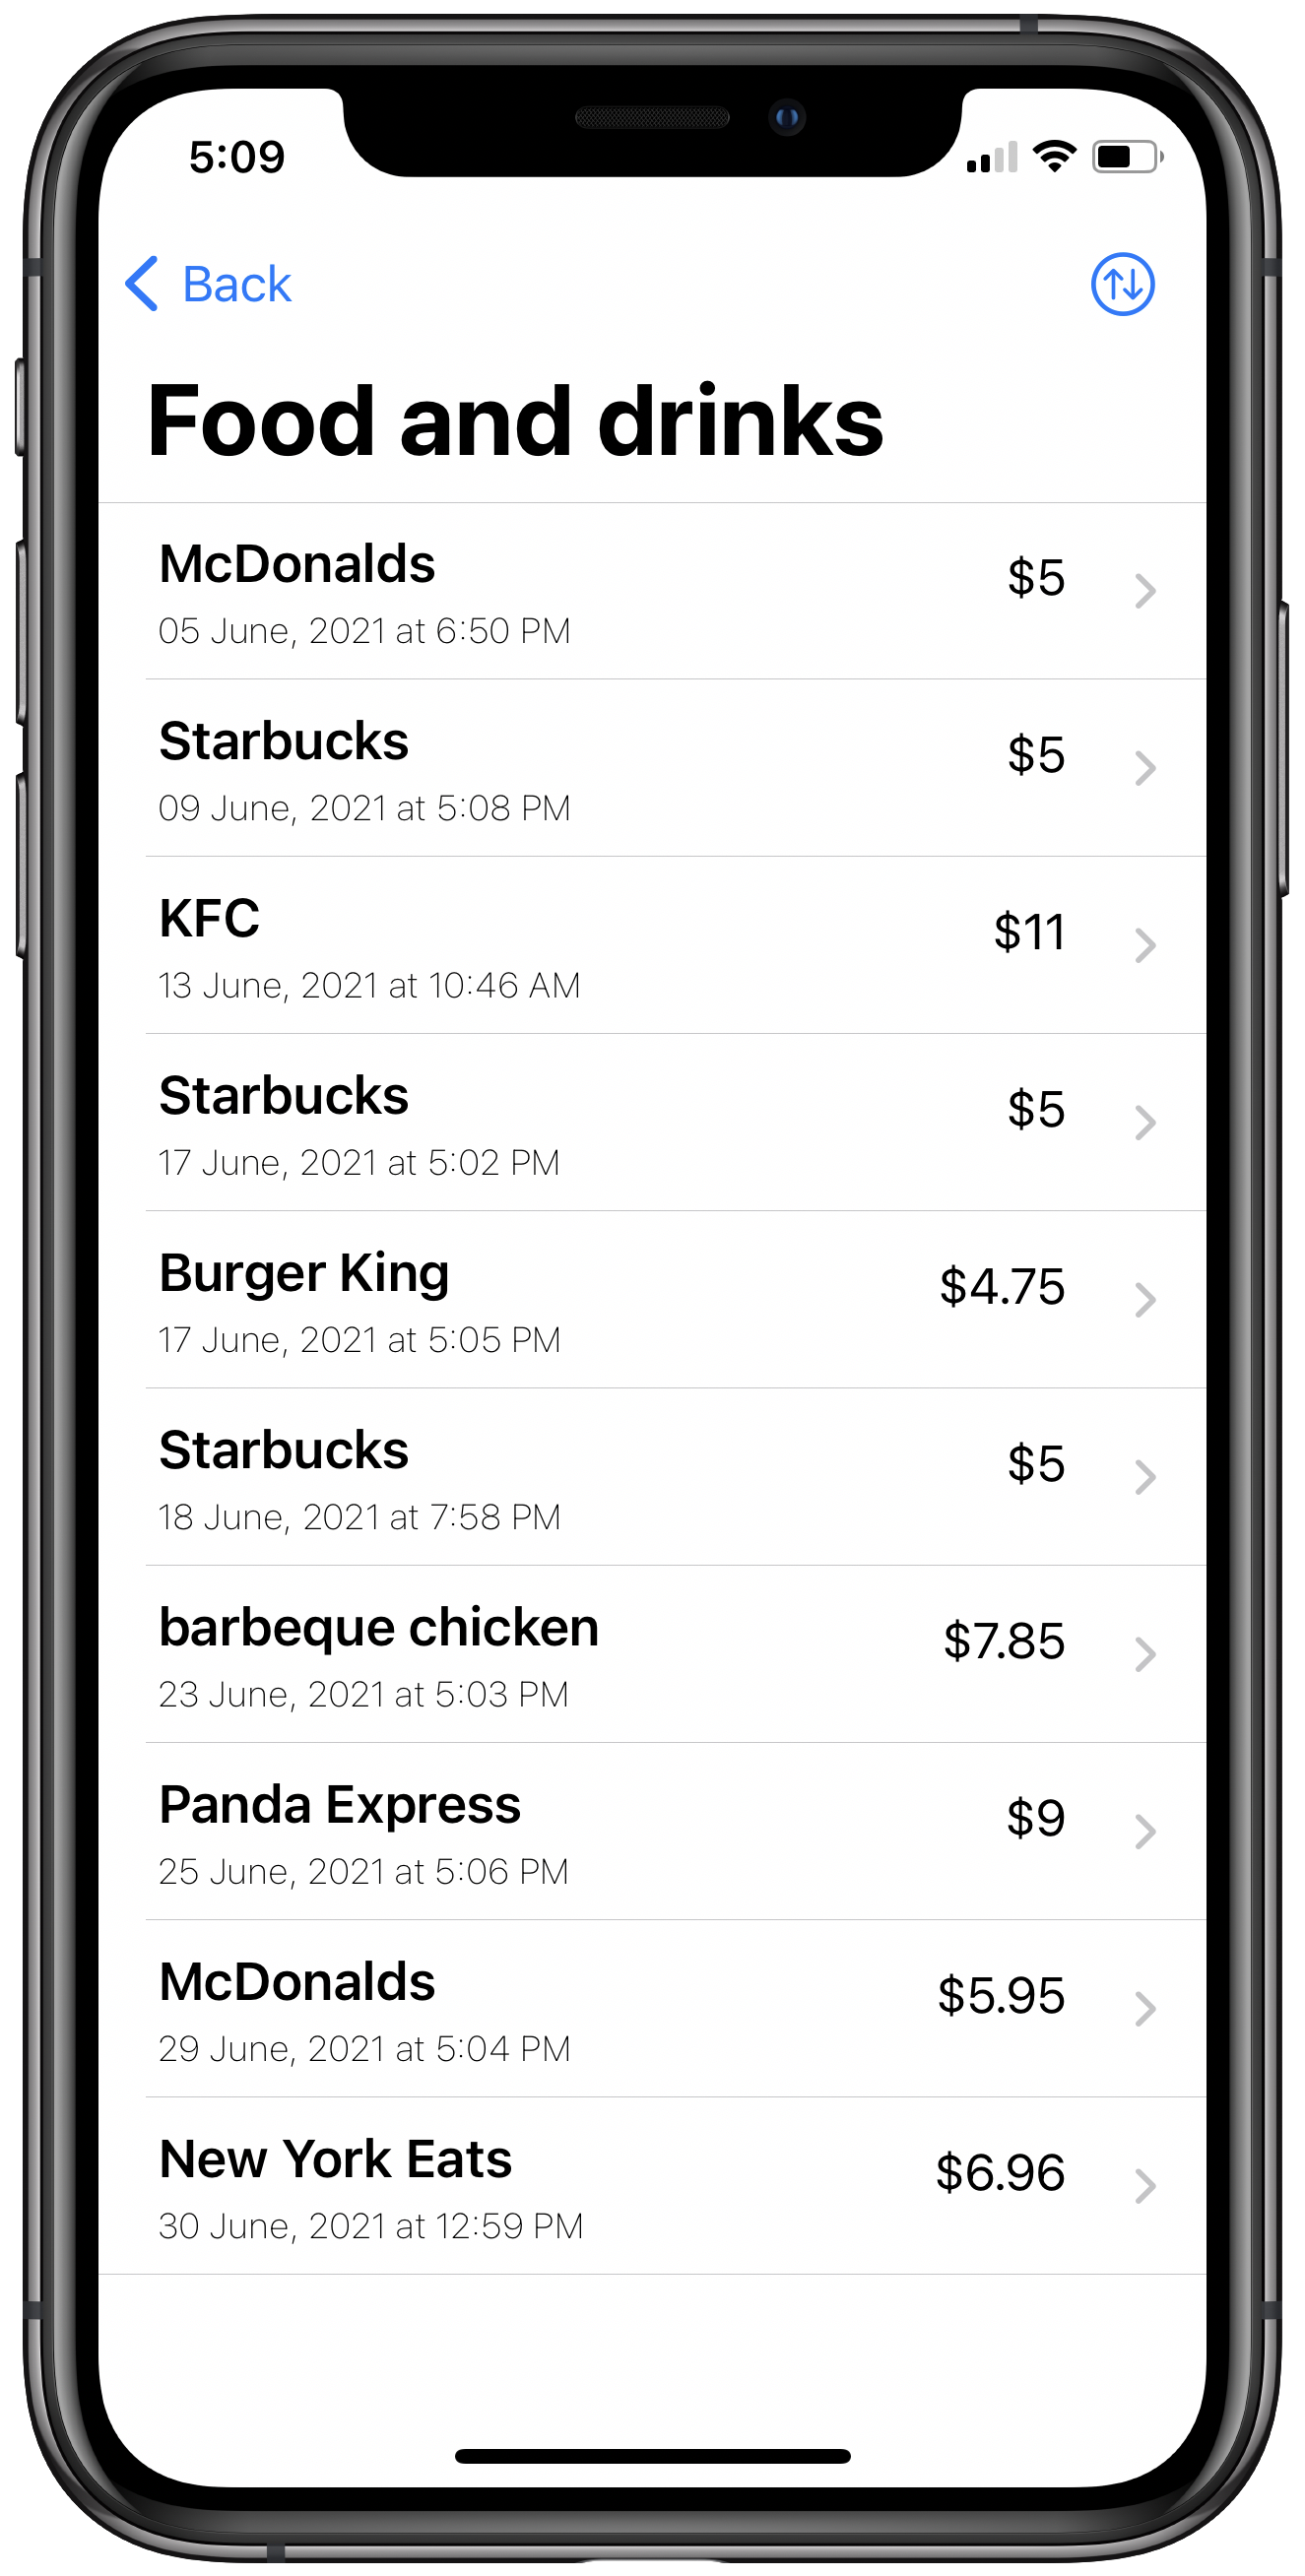 5:09
Back
Food and drinks
McDonalds
$5
05 June, 2021 at 6:50 PM
Starbucks
$5
09 June, 2021 at 5:08 PM
KFC
$11
13 June, 2021 at 10:46 AM
Starbucks
$5
17 June, 2021 at 5:02 PM
Burger King
$4.75
17 June, 2021 at 5:05 PM
Starbucks
$5
18 June, 2021 at 7:58 PM
barbeque chicken
$7.85
23 June, 2021 at 5:03 PM
Panda Express
$9
25 June, 2021 at 5:06 PM
McDonalds
$5.95
29 June, 2021 at 5:04 PM
New York Eats
$6.96
30 June, 2021 at 12:59 PM